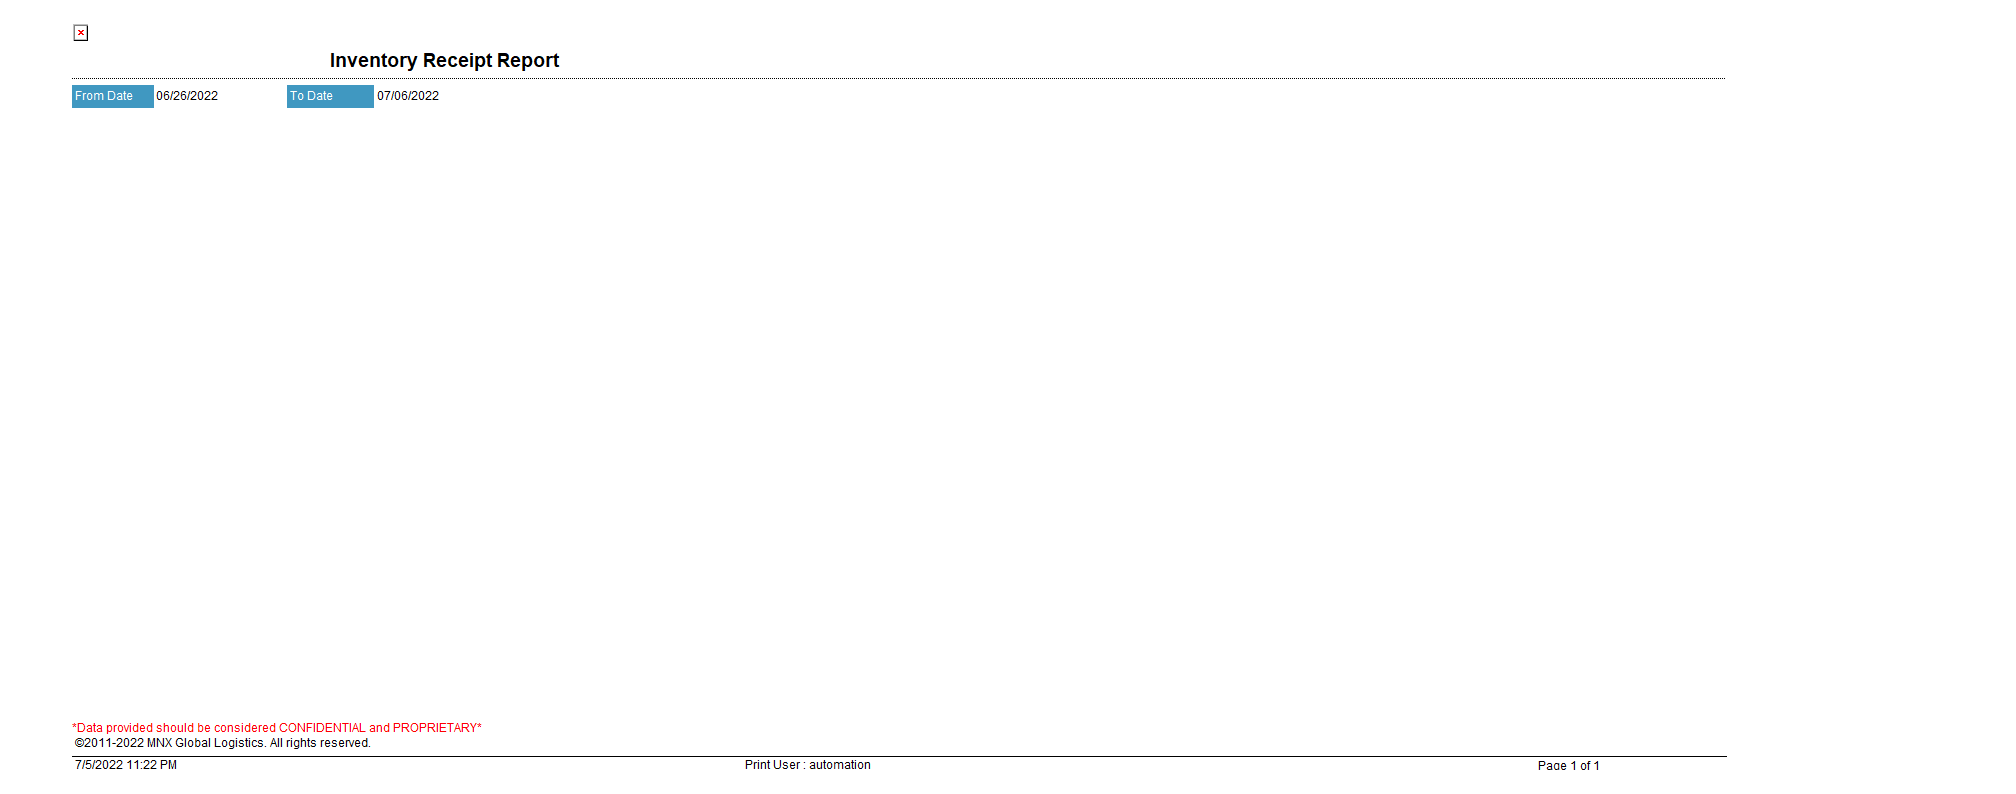 Inventory Receipt Report
From Date 06/26/2022 To Date 07/06/2022
*Data provided should be considered CONFIDENTIAL and PROPRIETARY*
©2011-2022 MNX Global Logistics. All rights reserved.
7/5/2022 11:22 PM Print User : automation Page 1 of 1